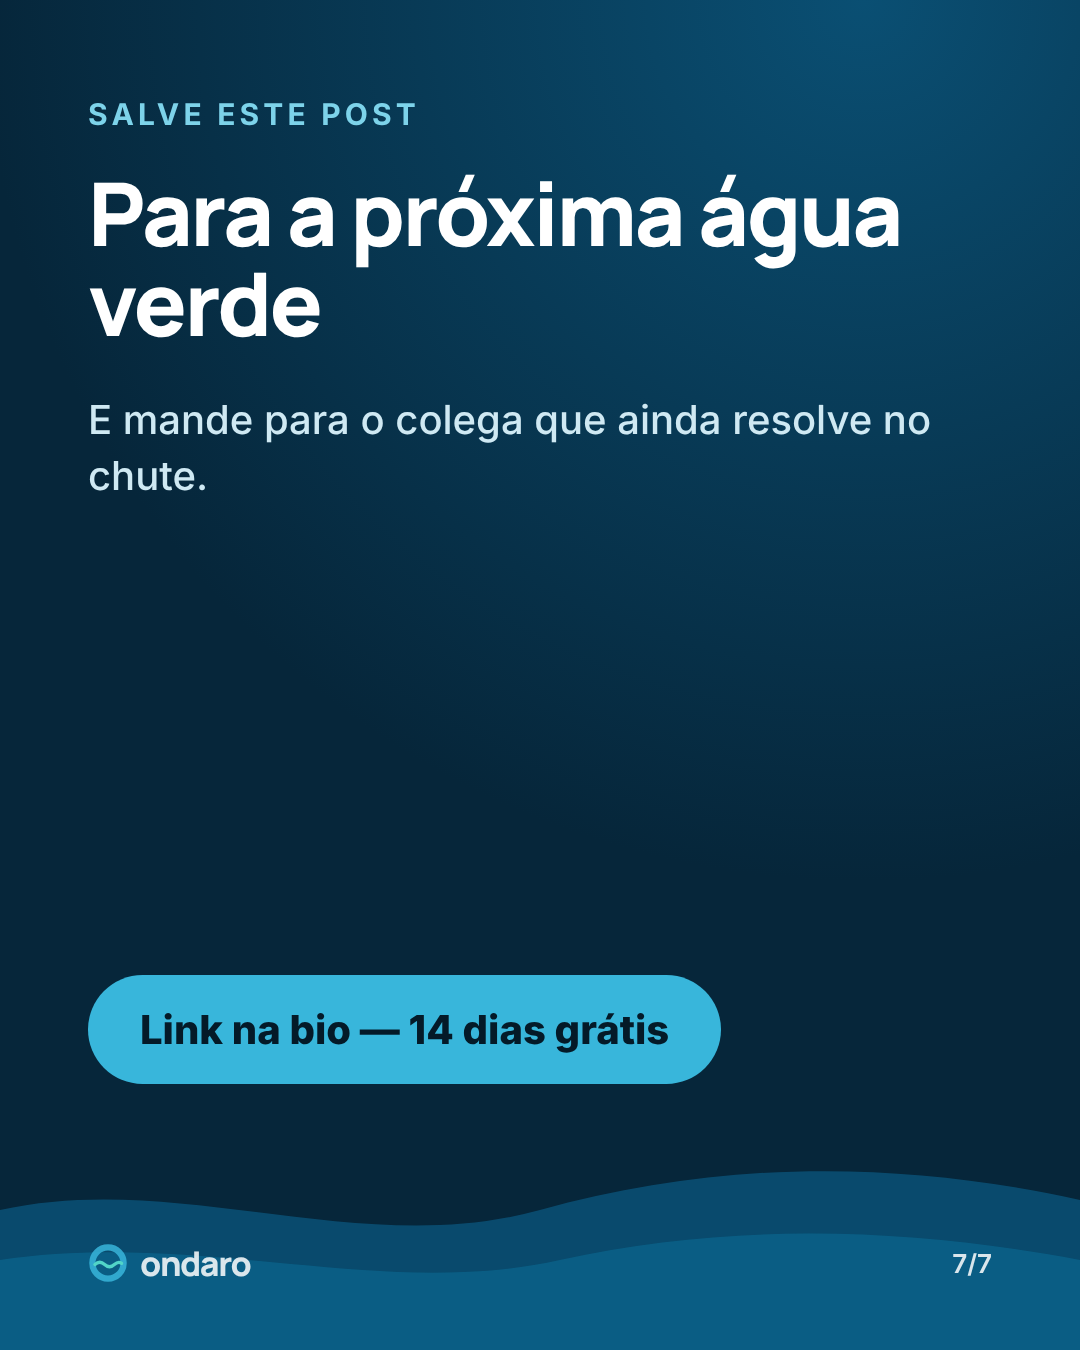 SALVE ESTE POST
Para a próxima água
verde
E mande para o colega que ainda resolve no
chute.
Link na bio — 14 dias grátis
ondaro
7/7